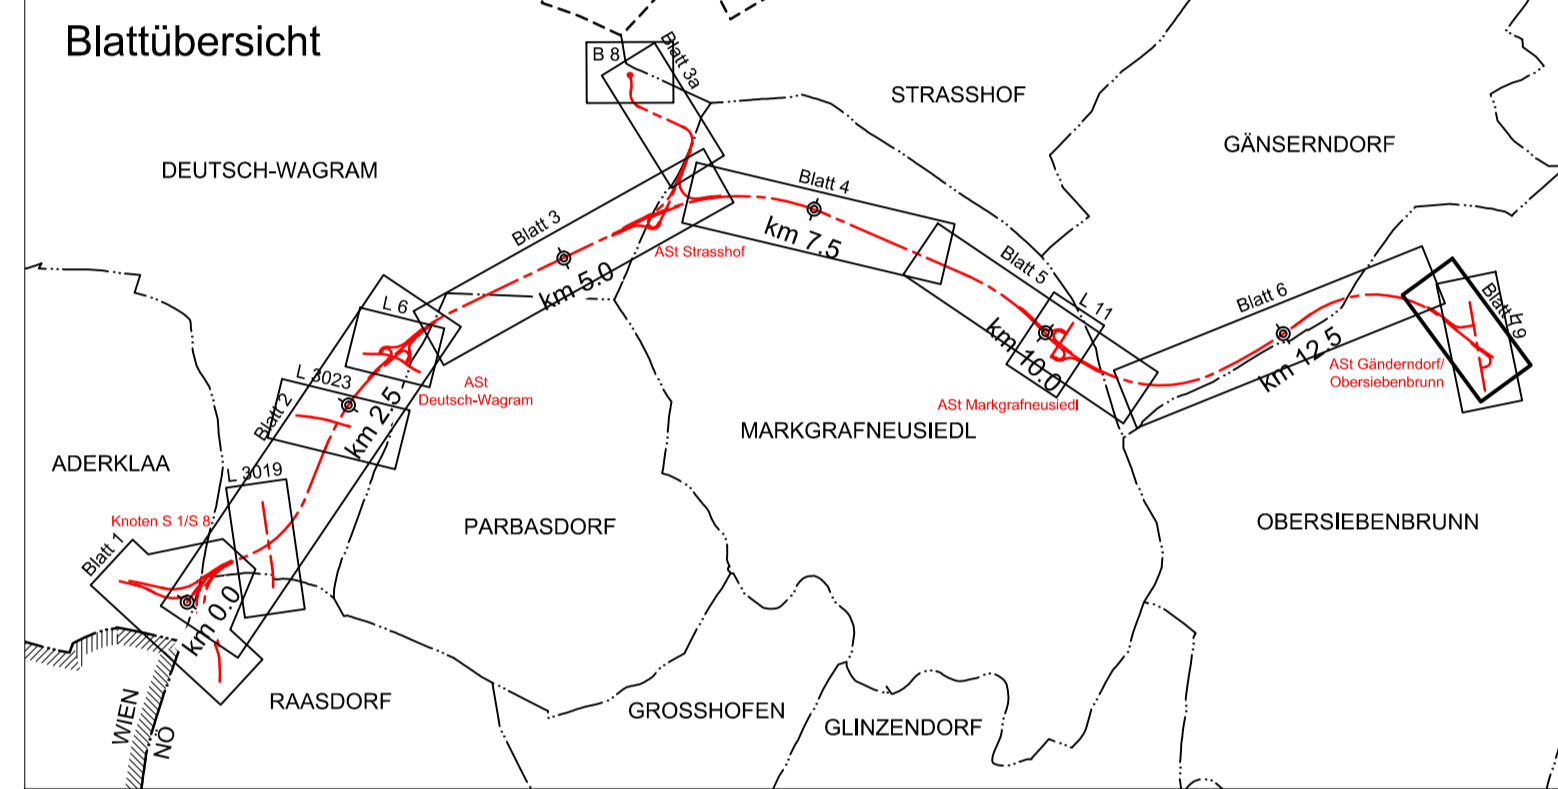 Blattübersicht
B 8
Blatt 3a
STRASSHOF
GÄNSERNDORF
DEUTSCH-WAGRAM
Blatt 4
Blatt 3
km 7.5
ASt Strasshof
km 5.0
Blatt 5
L 11
Blatt 6
L 6
km 10.0
km 12.5
ASt Gänderndorf/
Obersiebenbrunn
L 3023
ASt
Deutsch-Wagram
Blatt 2
km 2.5
ASt Markgrafneusiedl
MARKGRAFNEUSIEDL
ADERKLAA
L 3019
Knoten S 1/S 8
PARBASDORF
OBERSIEBENBRUNN
Blatt 1
km 0.0
RAASDORF
GROSSHOFEN
GLINZENDORF
WIEN
NÖ